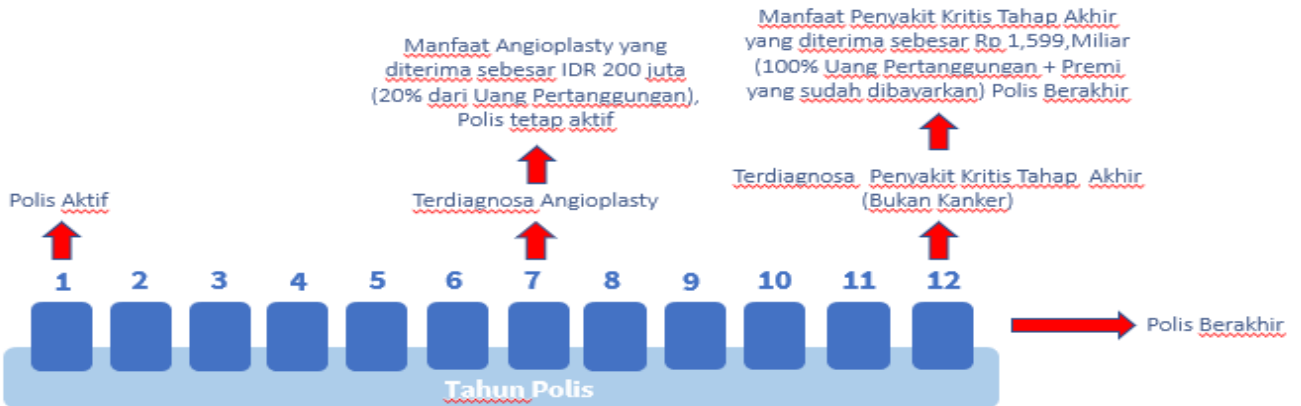 Manfaat Angioplasty yang
diterima sebesar IDR 200 juta
(20% dari Uang Pertanggungan),
Polis tetap aktif
Manfaat Penyakit Kritis Tahap Akhir
yang diterima sebesar Rp 1,599,Miliar
(100% Uang Pertanggungan + Premi
yang sudah dibayarkan) Polis Berakhir
Polis Aktif
Terdiagnosa Angioplasty
Terdiagnosa Penyakit Kritis Tahap Akhir
(Bukan Kanker)
1 2 3 4 5 6 7 8 9 10 11 12
Polis Berakhir
Tahun Polis